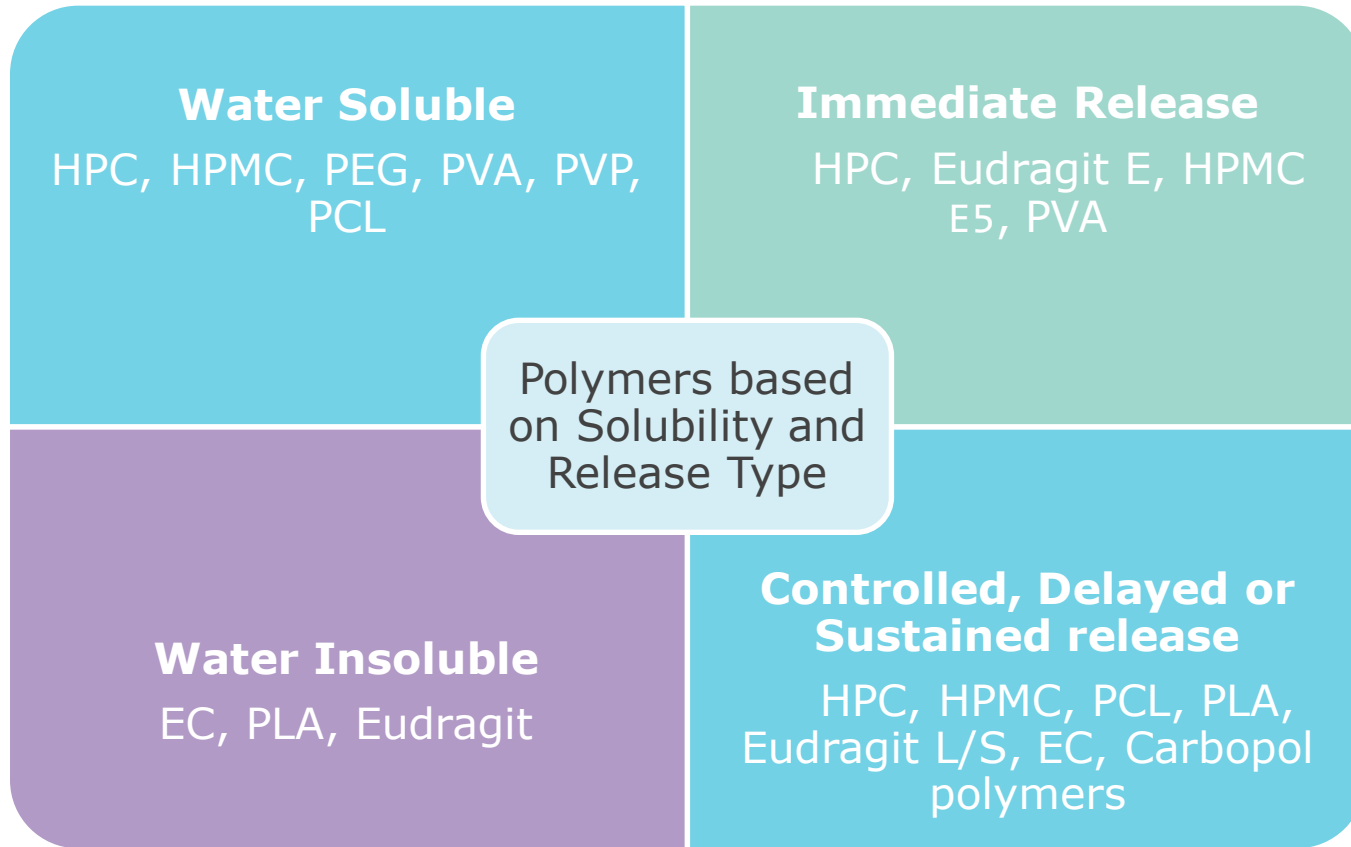 Water Soluble
HPC, HPMC, PEG, PVA, PVP,
PCL
Immediate Release
HPC, Eudragit E, HPMC
E5, PVA
Polymers based
on Solubility and
Release Type
Water Insoluble
EC, PLA, Eudragit
Controlled, Delayed or
Sustained release
HPC, HPMC, PCL, PLA,
Eudragit L/S, EC, Carbopol
polymers